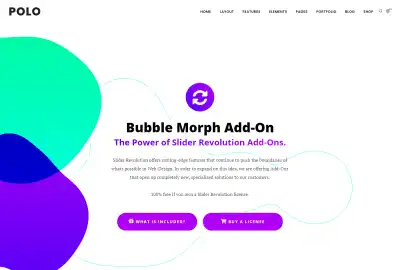 POLO
HOME LAYOUT FEATURES ELEMENTS PAGES PORTFOLIO BLOG SHOP
Bubble Morph Add-On
The Power of Slider Revolution Add-Ons.
Slider Revolution offers cutting-edge features that continue to push the boundaries of
whats possible in Web Design. In order to expand on this idea, we are offering Add-Ons
that open up completely new, specialized solutions to our customers.
100% free if you own a Slider Revolution license.
WHAT IS INCLUDED?
BUY A LICENSE